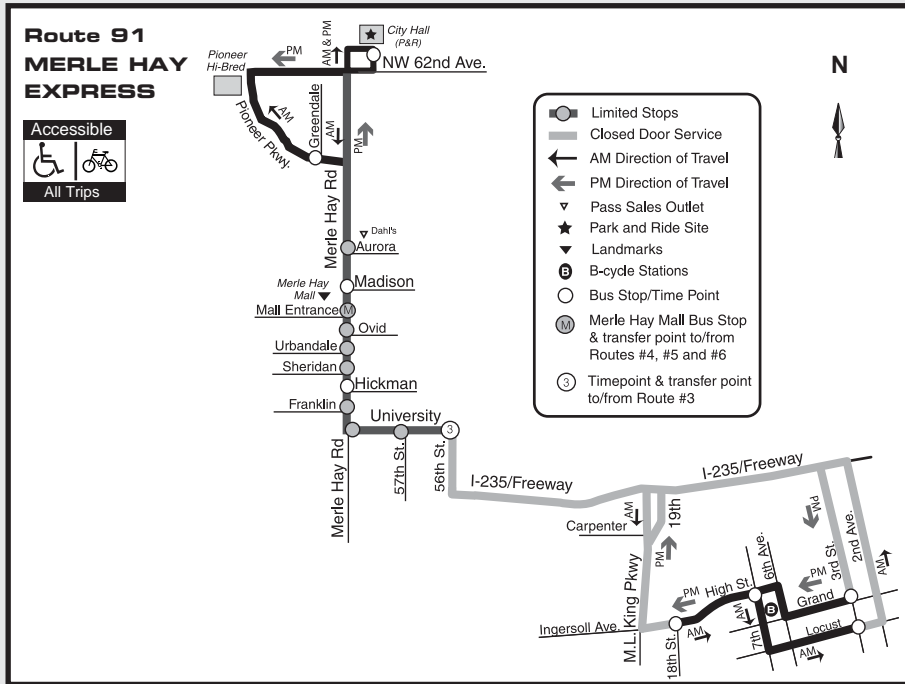 Route 91
MERLE HAY
EXPRESS
Accessible
All Trips
City Hall
(P&R)
AM & PM
PM
NW 62nd Ave.
Pioneer
Hi-Bred
AM
Pioneer Pkwy.
Greendale
AM
PM
Merle Hay Rd
Dahl's
Aurora
Madison
Merle Hay
Mall
Mall Entrance
M
Ovid
Urbandale
Sheridan
Hickman
Franklin
University
3
Merle Hay Rd
57th St.
56th St.
I-235/Freeway
I-235/Freeway
AM
Carpenter
19th
PM
M.L. King Pkwy
PM
3rd St.
2nd Ave.
AM
6th Ave.
High St.
PM
PM
Grand
B
AM
7th
Locust
AM
Ingersoll Ave.
AM
18th St.
N
Limited Stops
Closed Door Service
AM Direction of Travel
PM Direction of Travel
Pass Sales Outlet
Park and Ride Site
Landmarks
B B-cycle Stations
Bus Stop/Time Point
M Merle Hay Mall Bus Stop
& transfer point to/from
Routes #4, #5 and #6
3 Timepoint & transfer point
to/from Route #3